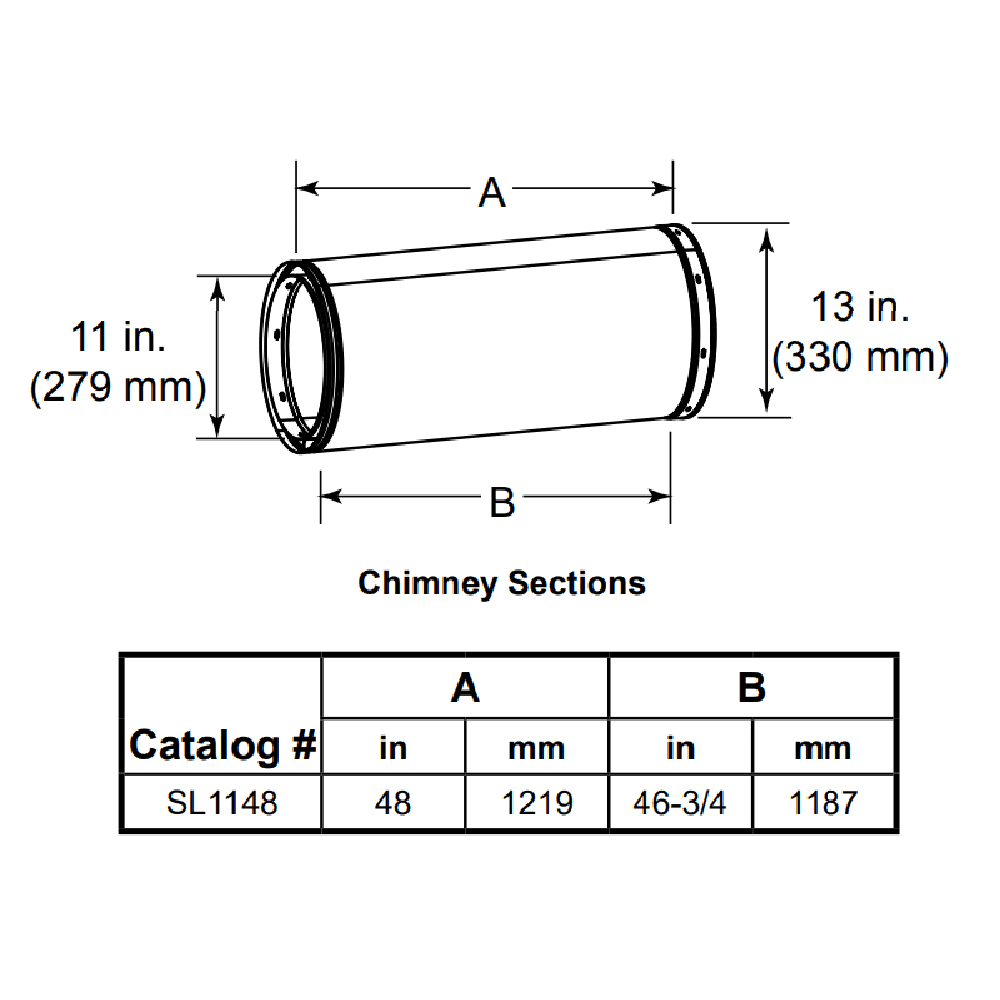 A
11 in.
(279 mm)
13 in.
(330 mm)
B
Chimney Sections
Catalog # A B
in mm in mm
SL1148 48 1219 46-3/4 1187